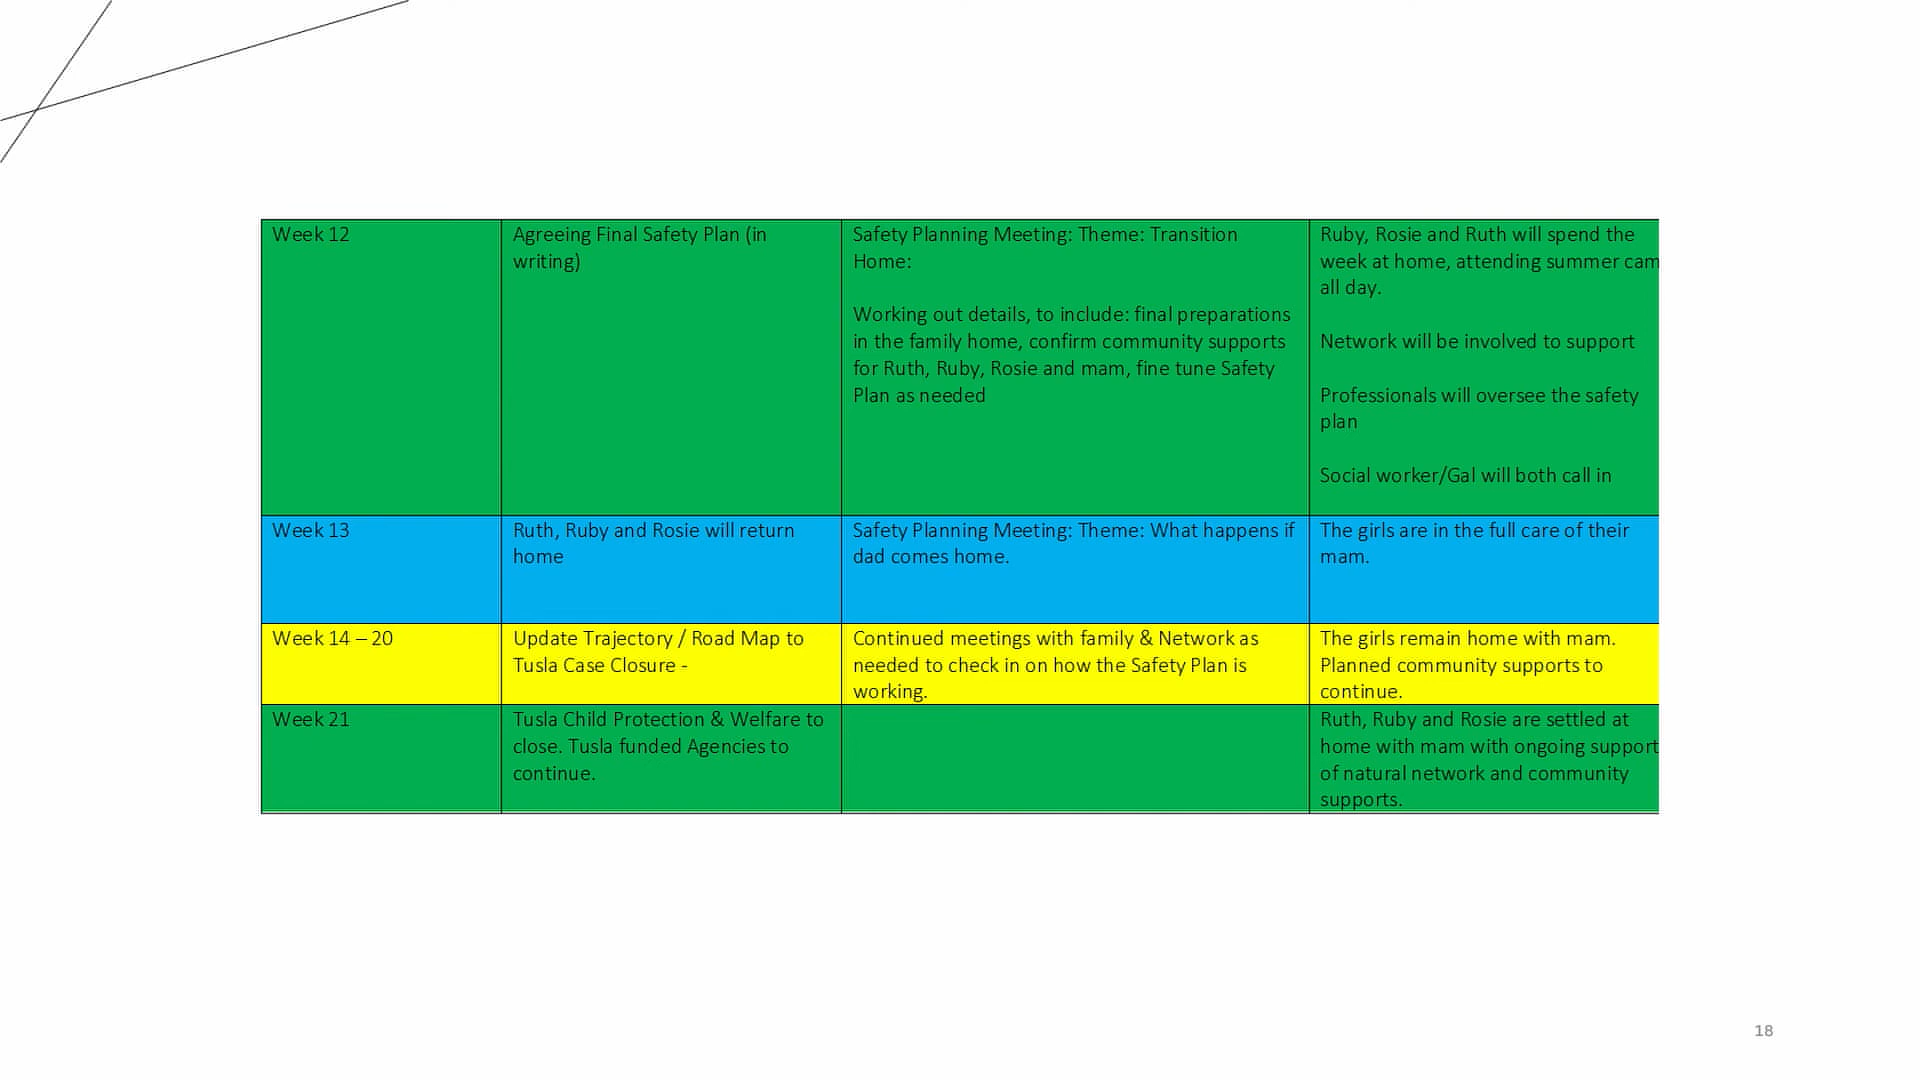 Week 12
Agreeing Final Safety Plan (in
writing)
Safety Planning Meeting: Theme: Transition
Home:
Working out details, to include: final preparations
in the family home, confirm community supports
for Ruth, Ruby, Rosie and mam, fine tune Safety
Plan as needed
Ruby, Rosie and Ruth will spend the
week at home, attending summer cam
all day.
Network will be involved to support
Professionals will oversee the safety
plan
Social worker/Gal will both call in
Week 13
Ruth, Ruby and Rosie will return
home
Safety Planning Meeting: Theme: What happens if
dad comes home.
The girls are in the full care of their
mam.
Week 14 – 20
Update Trajectory / Road Map to
Tusla Case Closure -
Continued meetings with family & Network as
needed to check in on how the Safety Plan is
working.
The girls remain home with mam.
Planned community supports to
continue.
Week 21
Tusla Child Protection & Welfare to
close. Tusla funded Agencies to
continue.
Ruth, Ruby and Rosie are settled at
home with mam with ongoing support
of natural network and community
supports.
18